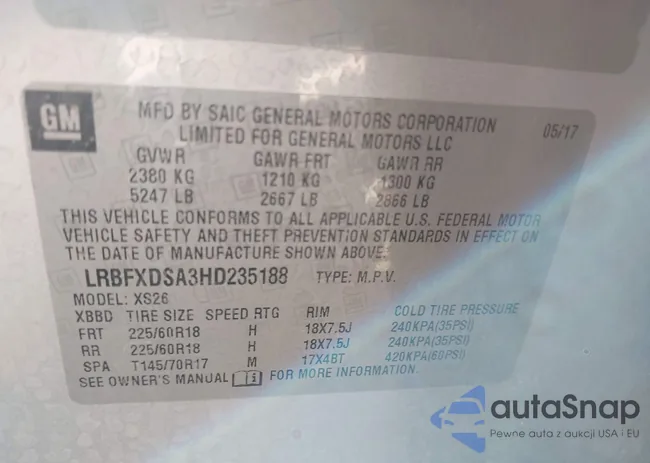 GM
MFD BY SAIC GENERAL MOTORS CORPORATION
LIMITED FOR GENERAL MOTORS LLC
05/17
GVWR GAWR FRT GAWR RR
2380 KG 1210 KG 1300 KG
5247 LB 2667 LB 2866 LB
THIS VEHICLE CONFORMS TO ALL APPLICABLE U.S. FEDERAL MOTOR
VEHICLE SAFETY AND THEFT PREVENTION STANDARDS IN EFFECT ON
THE DATE OF MANUFACTURE SHOWN ABOVE.
LRBFXDSA3HD235188 TYPE: M.P.V.
MODEL: XS26
XBBD TIRE SIZE SPEED RTG RIM COLD TIRE PRESSURE
FRT 225/60R18 H 18X7.5J 240KPA(35PSI)
RR 225/60R18 H 18X7.5J 240KPA(35PSI)
SPA T145/70R17 M 17X4BT 420KPA(60PSI)
SEE OWNER'S MANUAL FOR MORE INFORMATION.
autaSnap
Pewne auta z aukcji USA i EU